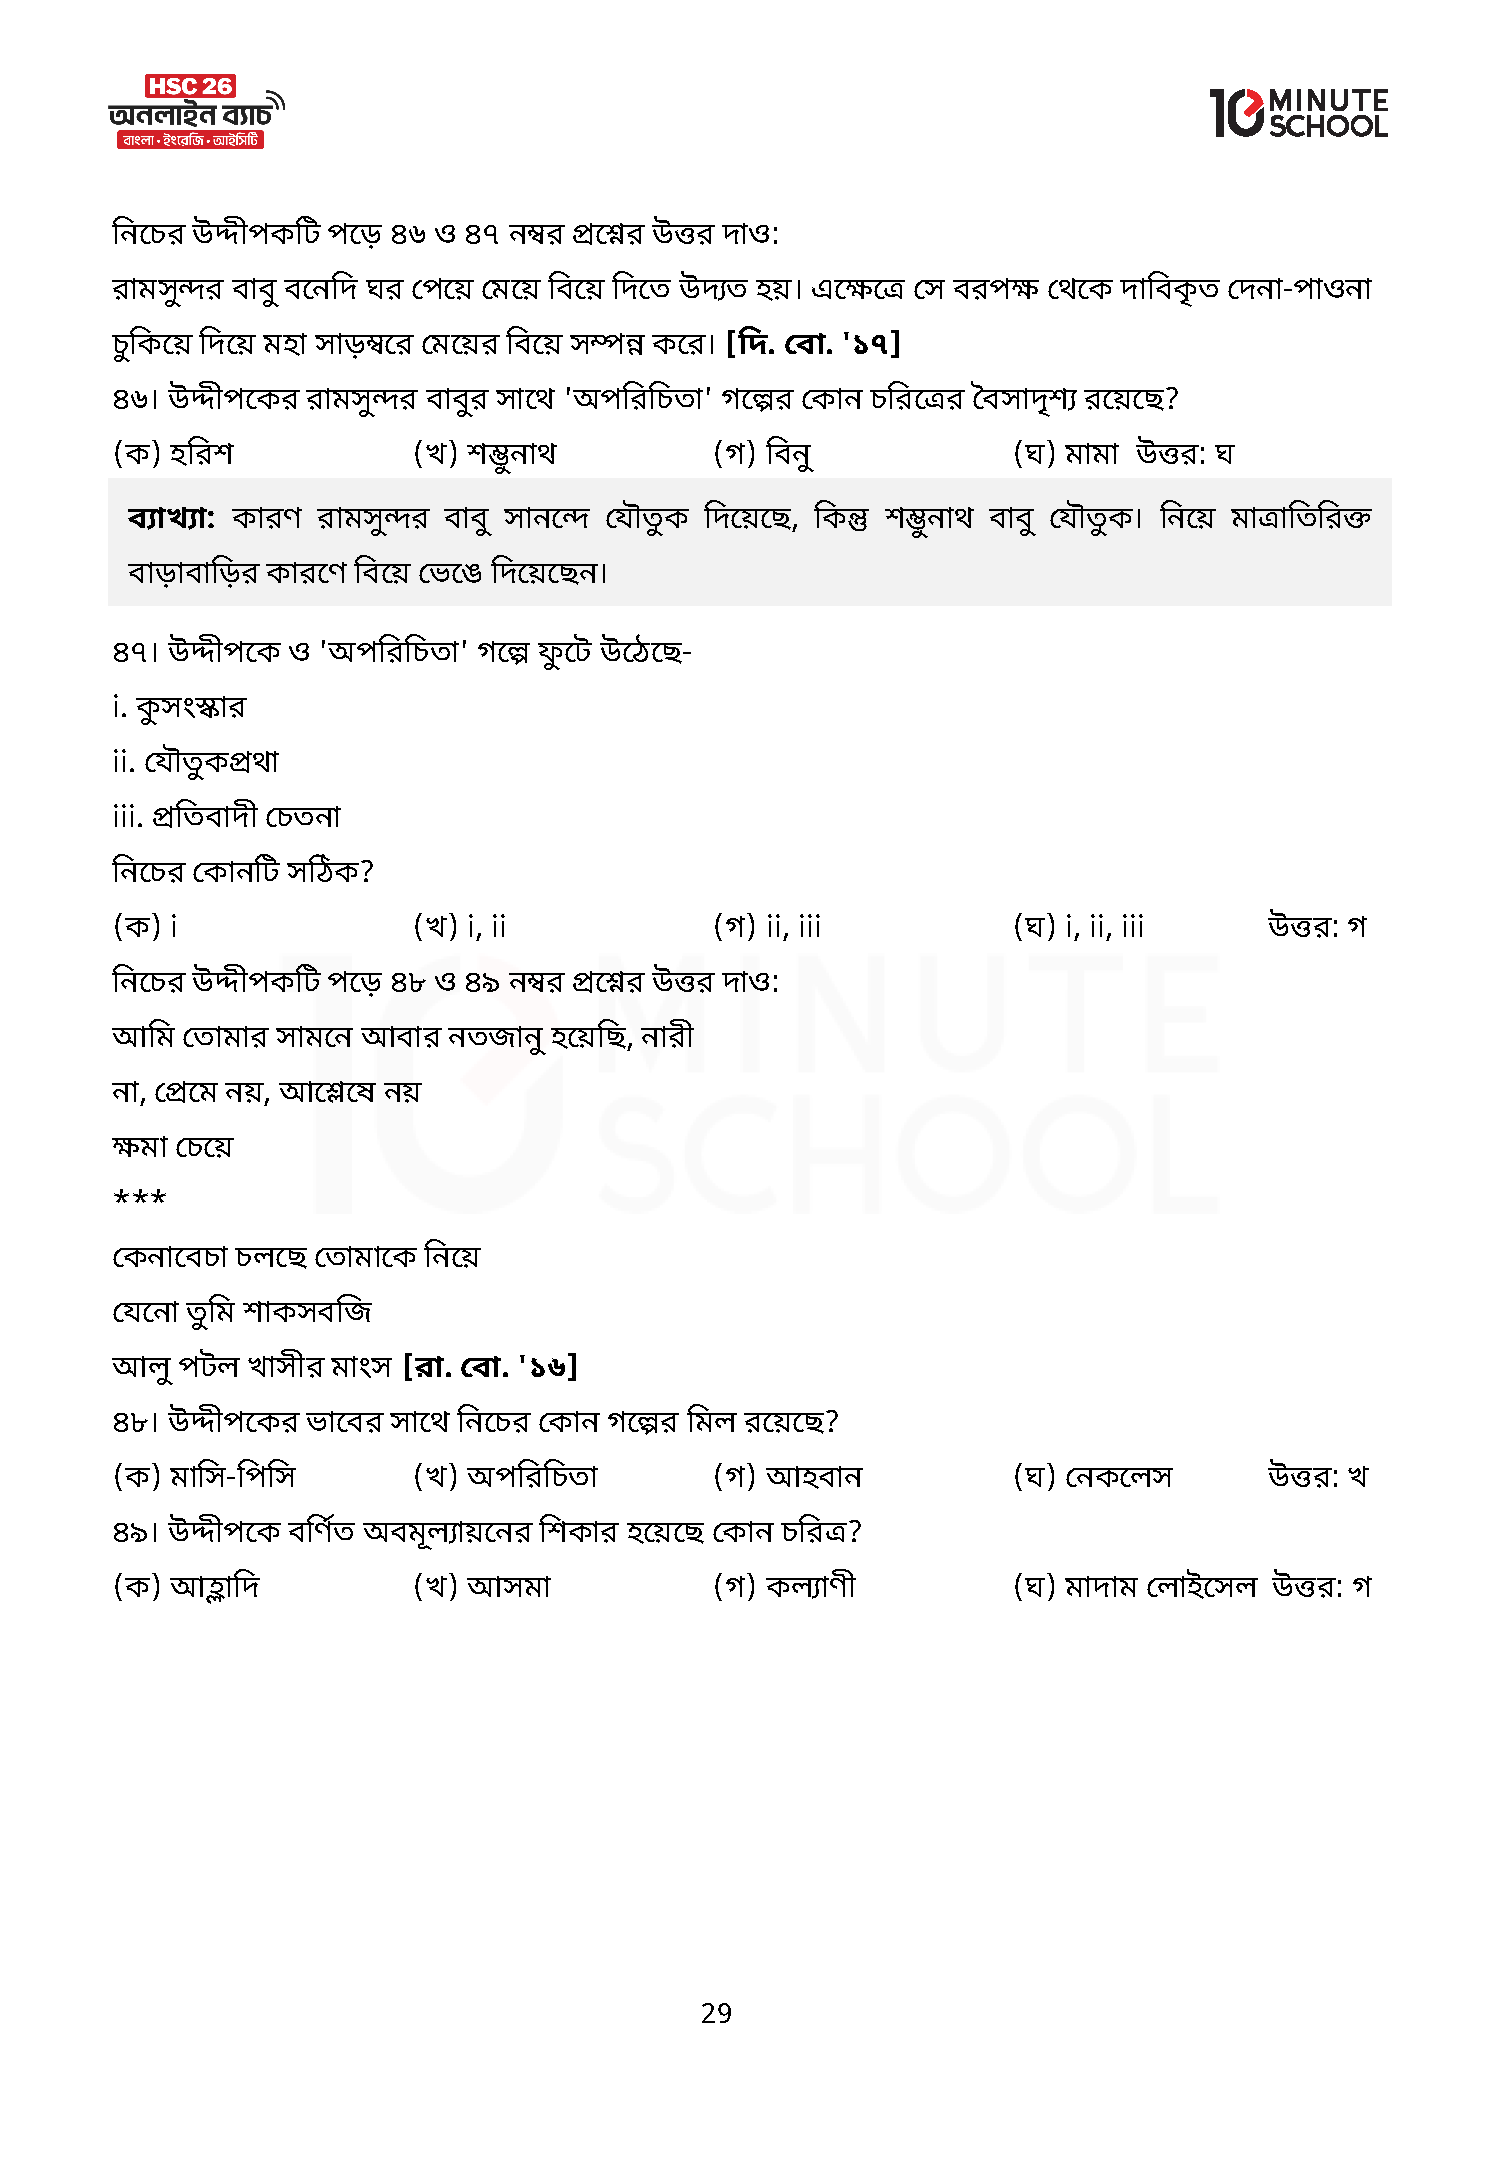 HSC 26
অনলাইন ব্যাচ
বাংলা • ইংরেজি • আইসিটি
10 MINUTE SCHOOL
নিচের উদ্দীপকটি পড়ে ৪৬ ও ৪৭ নম্বর প্রশ্নের উত্তর দাও:
রামসুন্দর বাবু বনেদি ঘর পেয়ে মেয়ে বিয়ে দিতে উদ্যত হয়। এক্ষেত্রে সে বরপক্ষ থেকে দাবিকৃত দেনা-পাওনা
চুকিয়ে দিয়ে মহা সাড়ম্বরে মেয়ের বিয়ে সম্পন্ন করে। [দি. বো. '১৭]
৪৬। উদ্দীপকের রামসুন্দর বাবুর সাথে 'অপরিচিতা' গল্পের কোন চরিত্রের বৈসাদৃশ্য রয়েছে?
(ক) হরিশ (খ) শম্ভুনাথ (গ) বিনু (ঘ) মামা উত্তর: ঘ
ব্যাখ্যা: কারণ রামসুন্দর বাবু সানন্দে যৌতুক দিয়েছে, কিন্তু শম্ভুনাথ বাবু যৌতুক। নিয়ে মাত্রাতিরিক্ত
বাড়াবাড়ির কারণে বিয়ে ভেঙে দিয়েছেন।
৪৭। উদ্দীপকে ও 'অপরিচিতা' গল্পে ফুটে উঠেছে-
i. কুসংস্কার
ii. যৌতুকপ্রথা
iii. প্রতিবাদী চেতনা
নিচের কোনটি সঠিক?
(ক) i (খ) i, ii (গ) ii, iii (ঘ) i, ii, iii উত্তর: গ
নিচের উদ্দীপকটি পড়ে ৪৮ ও ৪৯ নম্বর প্রশ্নের উত্তর দাও:
আমি তোমার সামনে আবার নতজানু হয়েছি, নারী
না, প্রেমে নয়, আশ্লেষে নয়
ক্ষমা চেয়ে
***
কেনাবেচা চলছে তোমাকে নিয়ে
যেনো তুমি শাকসবজি
আলু পটল খাসীর মাংস [রা. বো. '১৬]
৪৮। উদ্দীপকের ভাবের সাথে নিচের কোন গল্পের মিল রয়েছে?
(ক) মাসি-পিসি (খ) অপরিচিতা (গ) আহবান (ঘ) নেকলেস উত্তর: খ
৪৯। উদ্দীপকে বর্ণিত অবমূল্যায়নের শিকার হয়েছে কোন চরিত্র?
(ক) আহ্লাদি (খ) আসমা (গ) কল্যাণী (ঘ) মাদাম লোইসেল উত্তর: গ
29